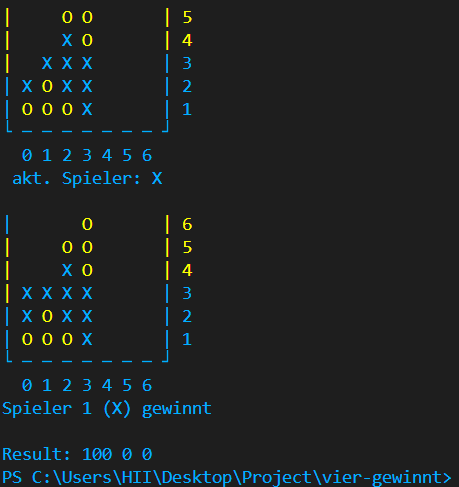 |     O O       | 5
|     X O       | 4
|   X X X       | 3
| X O X X       | 2
| O O O X       | 1
└ ─ ─ ─ ─ ─ ─ ─ ┘
  0 1 2 3 4 5 6
 akt. Spieler: X
|       O       | 6
|     O O       | 5
|     X O       | 4
| X X X X       | 3
| X O X X       | 2
| O O O X       | 1
└ ─ ─ ─ ─ ─ ─ ─ ┘
  0 1 2 3 4 5 6
Spieler 1 (X) gewinnt
Result: 100 0 0
PS C:\Users\HII\Desktop\Project\vier-gewinnt>